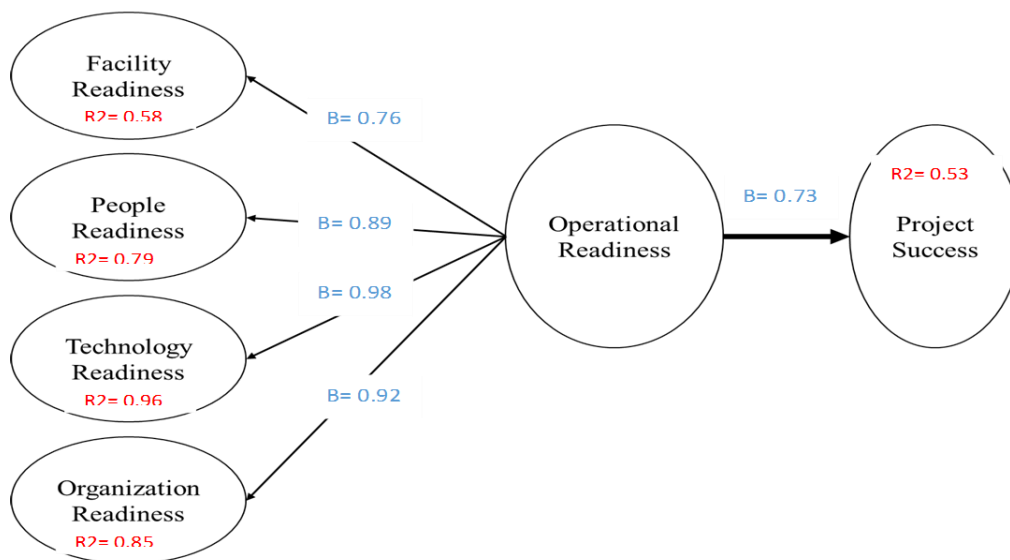 Facility
Readiness
R2= 0.58
B= 0.76
People
Readiness
R2= 0.79
B= 0.89
Technology
Readiness
R2= 0.96
B= 0.98
Organization
Readiness
R2= 0.85
B= 0.92
Operational
Readiness
B= 0.73
R2= 0.53
Project
Success